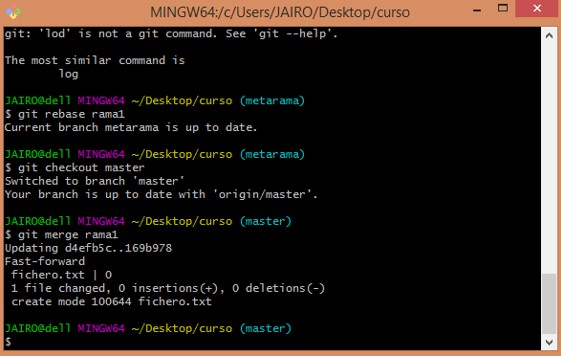 MINGW64:/c/Users/JAIRO/Desktop/curso
git: 'lod' is not a git command. See 'git --help'.
The most similar command is
log
JAIRO@dell MINGW64 ~/Desktop/curso (metarama)
$ git rebase rama1
Current branch metarama is up to date.
JAIRO@dell MINGW64 ~/Desktop/curso (metarama)
$ git checkout master
Switched to branch 'master'
Your branch is up to date with 'origin/master'.
JAIRO@dell MINGW64 ~/Desktop/curso (master)
$ git merge rama1
Updating d4efb5c..169b978
Fast-forward
fichero.txt | 0
1 file changed, 0 insertions(+), 0 deletions(-)
create mode 100644 fichero.txt
JAIRO@dell MINGW64 ~/Desktop/curso (master)
$